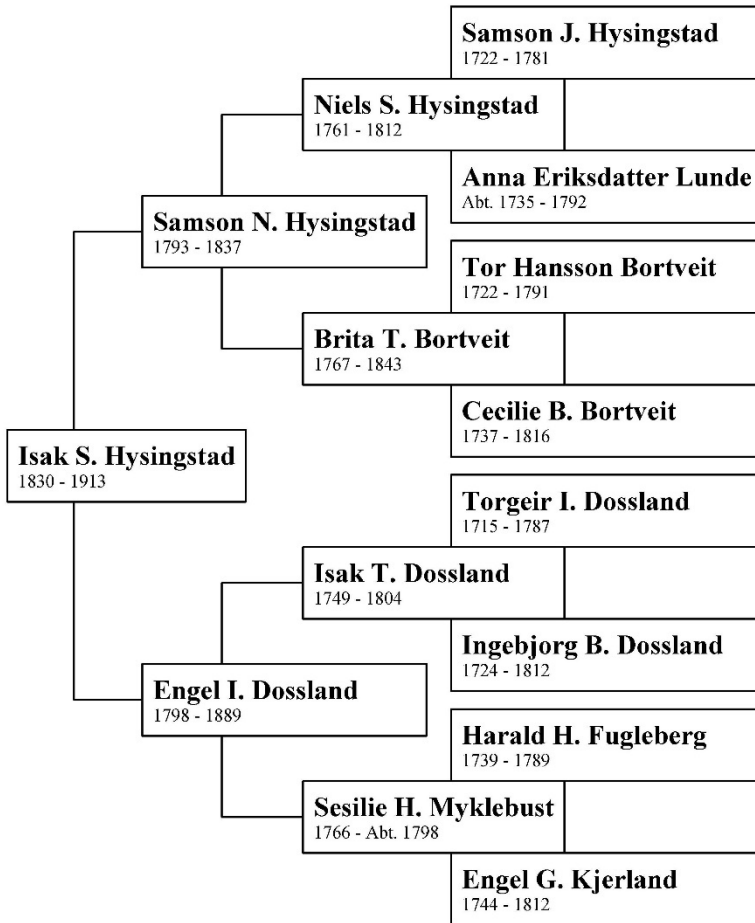 Samson J. Hysingstad
1722 - 1781
Niels S. Hysingstad
1761 - 1812
Anna Eriksdatter Lunde
Abt. 1735 - 1792
Samson N. Hysingstad
1793 - 1837
Tor Hansson Bortveit
1722 - 1791
Brita T. Bortveit
1767 - 1843
Cecilie B. Bortveit
1737 - 1816
Isak S. Hysingstad
1830 - 1913
Torgeir I. Dossland
1715 - 1787
Isak T. Dossland
1749 - 1804
Ingebjorg B. Dossland
1724 - 1812
Engel I. Dossland
1798 - 1889
Harald H. Fugleberg
1739 - 1789
Sesilie H. Myklebust
1766 - Abt. 1798
Engel G. Kjerland
1744 - 1812